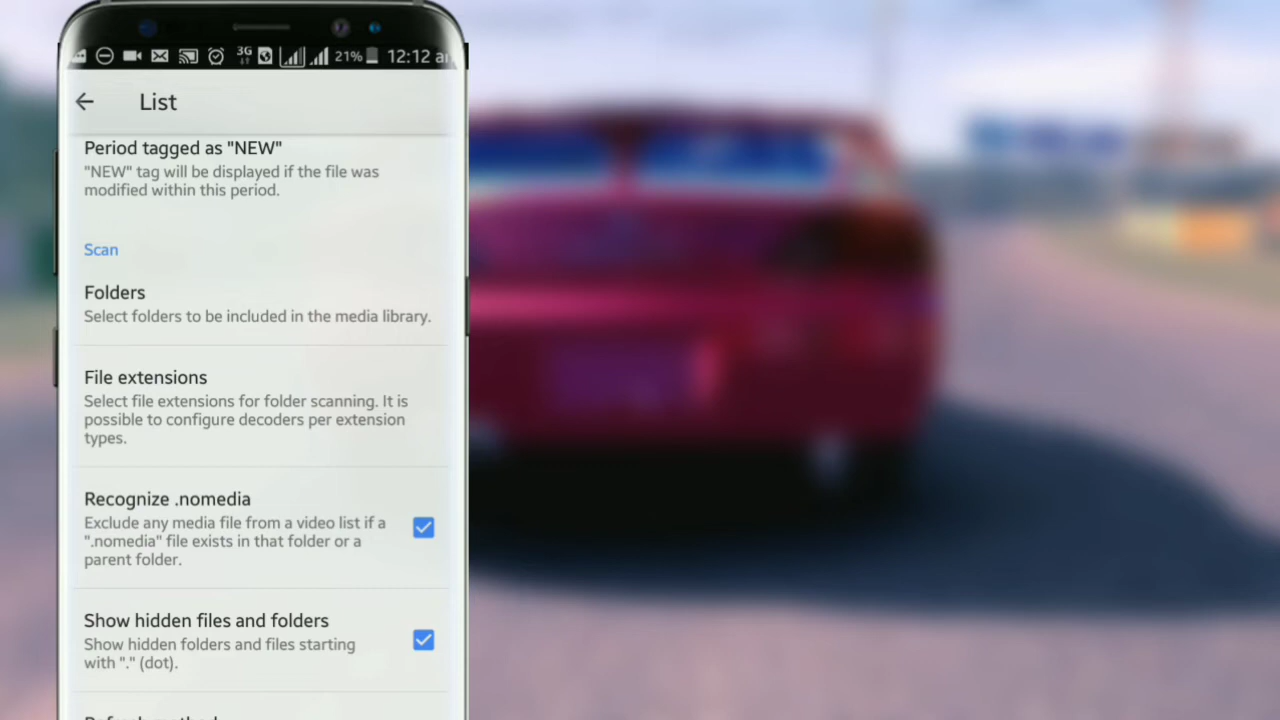 3G 21% 12:12 a
List
Period tagged as "NEW"
"NEW" tag will be displayed if the file was
modified within this period.
Scan
Folders
Select folders to be included in the media library.
File extensions
Select file extensions for folder scanning. It is
possible to configure decoders per extension
types.
Recognize .nomedia
Exclude any media file from a video list if a
".nomedia" file exists in that folder or a
parent folder.
Show hidden files and folders
Show hidden folders and files starting
with "." (dot).